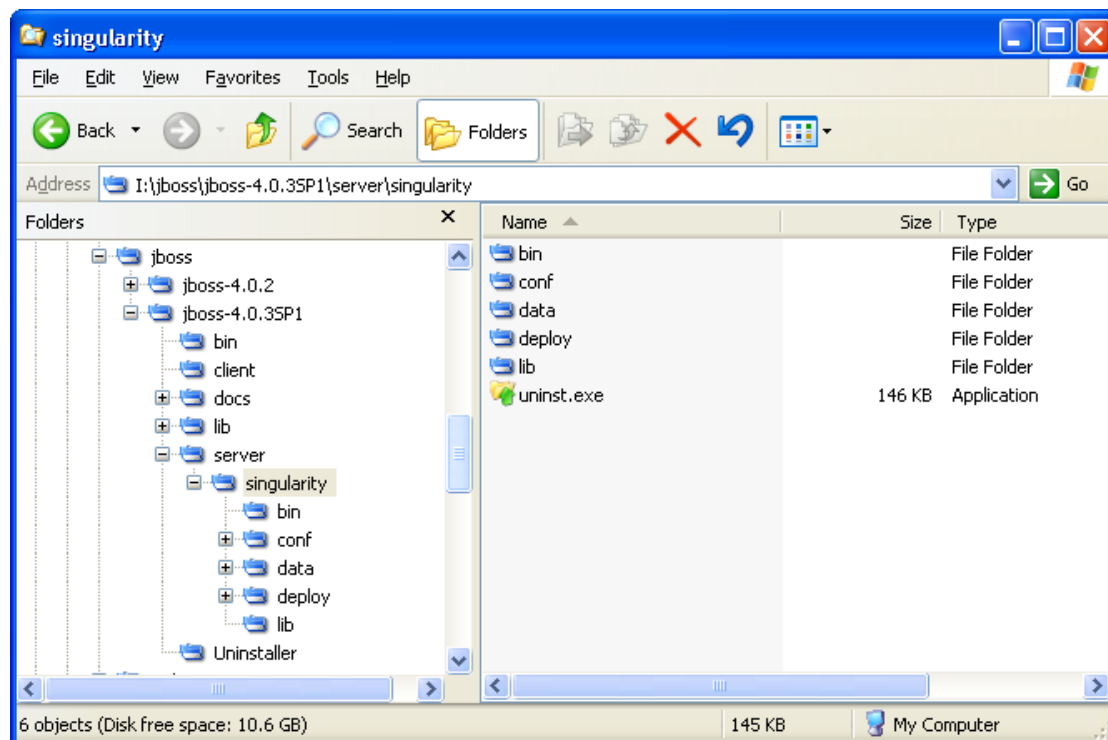 singularity
File Edit View Favorites Tools Help
Back Search Folders
Address I:\jboss\jboss-4.0.3SP1\server\singularity Go
Folders x
Name Size Type
jboss
jboss-4.0.2
jboss-4.0.3SP1
bin
client
docs
lib
server
singularity
bin
conf
data
deploy
lib
Uninstaller
bin File Folder
conf File Folder
data File Folder
deploy File Folder
lib File Folder
uninst.exe 146 KB Application
6 objects (Disk free space: 10.6 GB) 145 KB My Computer